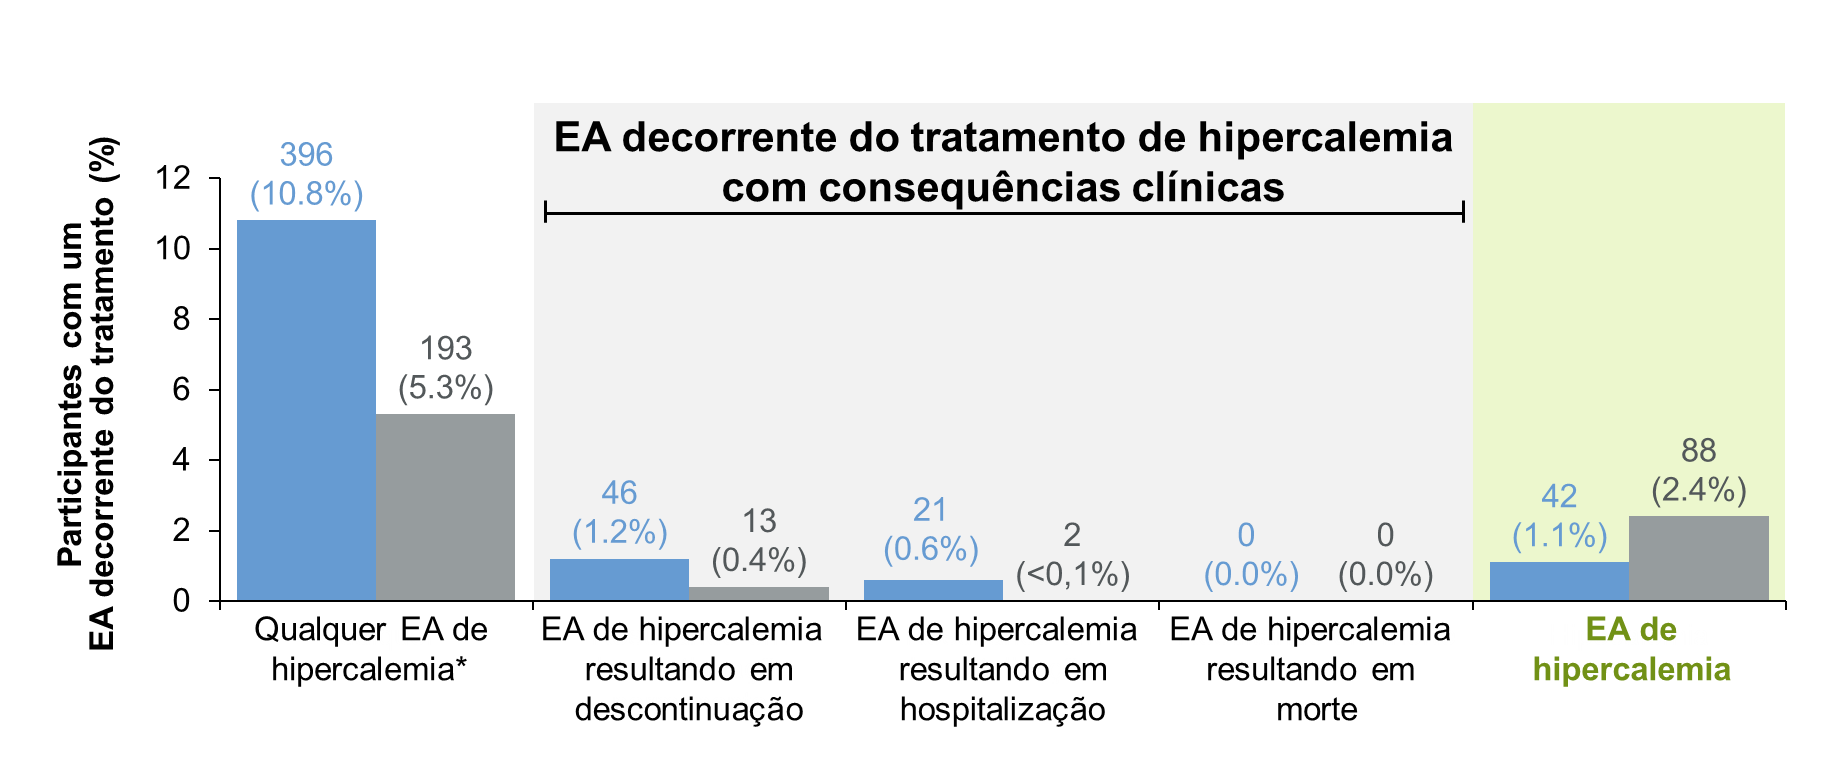 EA decorrente do tratamento de hipercalemia
com consequências clínicas
Participantes com um
EA decorrente do tratamento (%)
12
10
8
6
4
2
0
396
(10.8%)
193
(5.3%)
46
(1.2%)
13
(0.4%)
21
(0.6%)
2
(<0,1%)
0
(0.0%)
0
(0.0%)
42
(1.1%)
88
(2.4%)
Qualquer EA de
hipercalemia*
EA de hipercalemia
resultando em
descontinuação
EA de hipercalemia
resultando em
hospitalização
EA de hipercalemia
resultando em
morte
EA de
hipercalemia